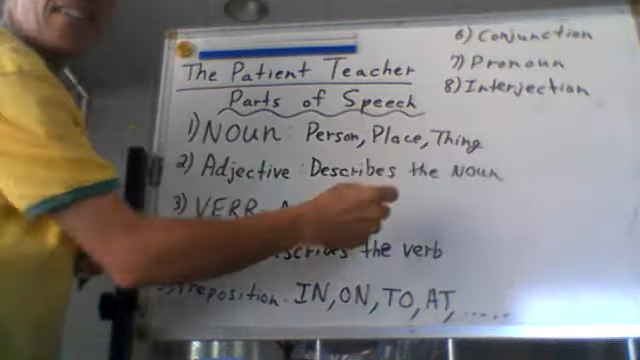 The Patient Teacher
Parts of Speech
1) NOUN: Person, Place, Thing
2) Adjective: Describes the NOUN
3) VERB
the verb
Preposition. IN, ON, TO, AT, .....
6) Conjunction
7) Pronoun
8) Interjection